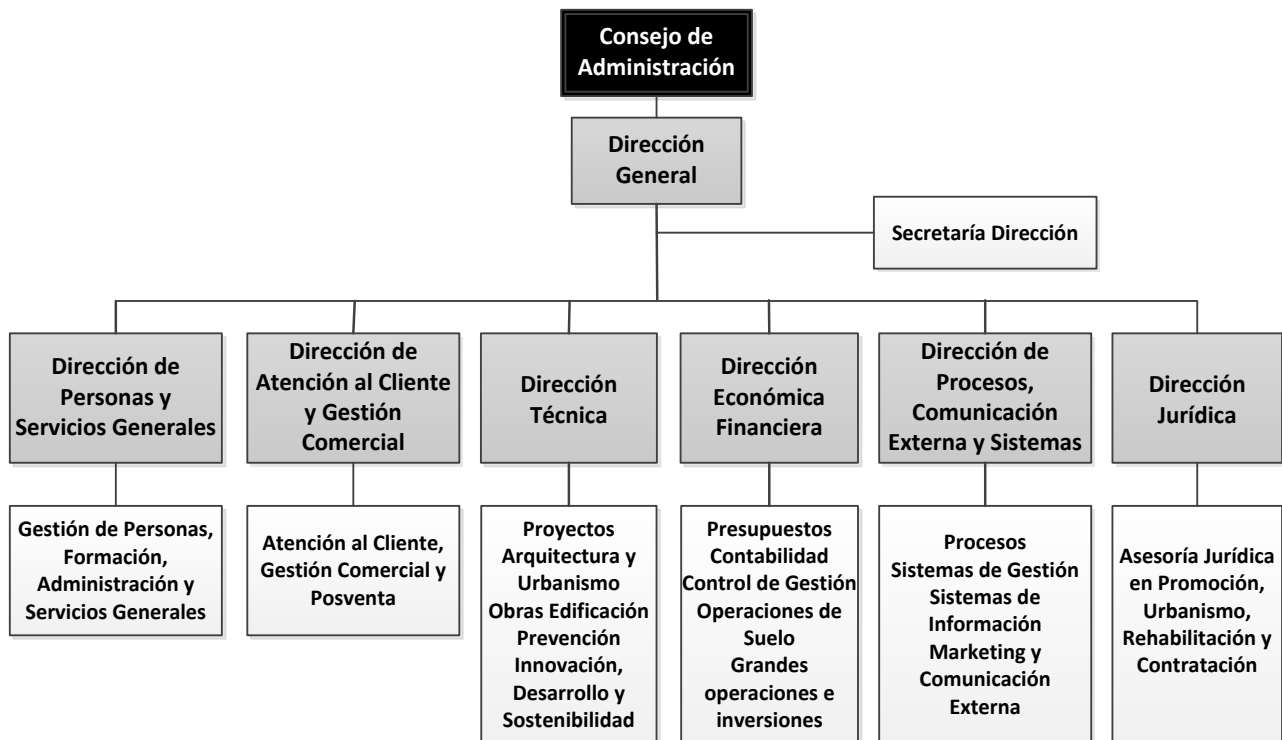 Consejo de
Administración
Dirección
General
Secretaría Dirección
Dirección de
Personas y
Servicios Generales
Dirección de
Atención al Cliente
y Gestión
Comercial
Dirección
Técnica
Dirección
Económica
Financiera
Dirección de
Procesos,
Comunicación
Externa y Sistemas
Dirección
Jurídica
Gestión de Personas,
Formación,
Administración y
Servicios Generales
Atención al Cliente,
Gestión Comercial y
Posventa
Proyectos
Arquitectura y
Urbanismo
Obras Edificación
Prevención
Innovación,
Desarrollo y
Sostenibilidad
Presupuestos
Contabilidad
Control de Gestión
Operaciones de
Suelo
Grandes
operaciones e
inversiones
Procesos
Sistemas de Gestión
Sistemas de
Información
Marketing y
Comunicación
Externa
Asesoría Jurídica
en Promoción,
Urbanismo,
Rehabilitación y
Contratación